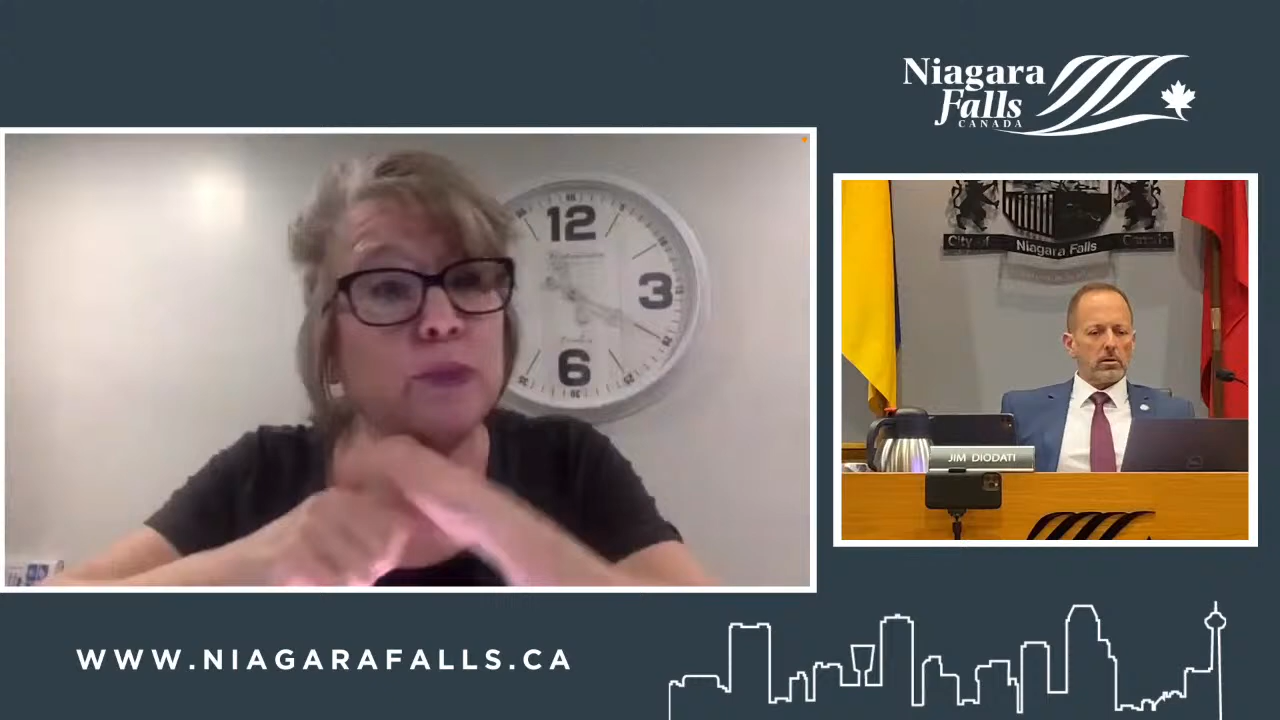 Niagara
Falls
CANADA
12
3
6
City of
Niagara Falls
Canada
JIM DIODATI
WWW.NIAGARAFALLS.CA